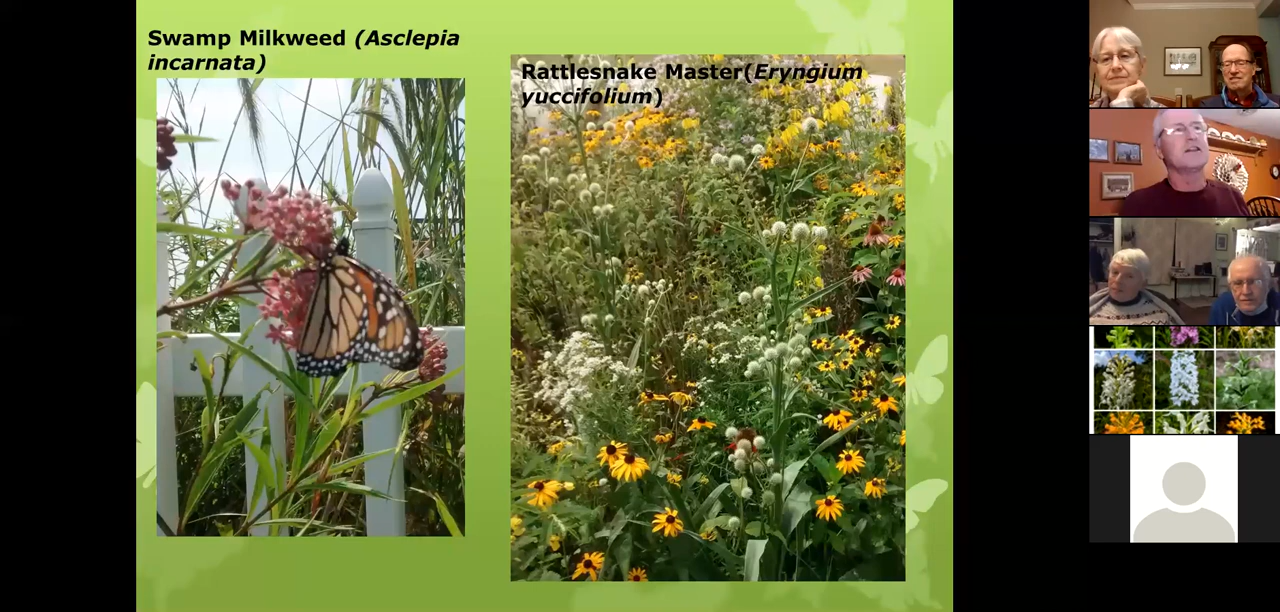 Swamp Milkweed (Asclepia
incarnata)
Rattlesnake Master(Eryngium
yuccifolium)